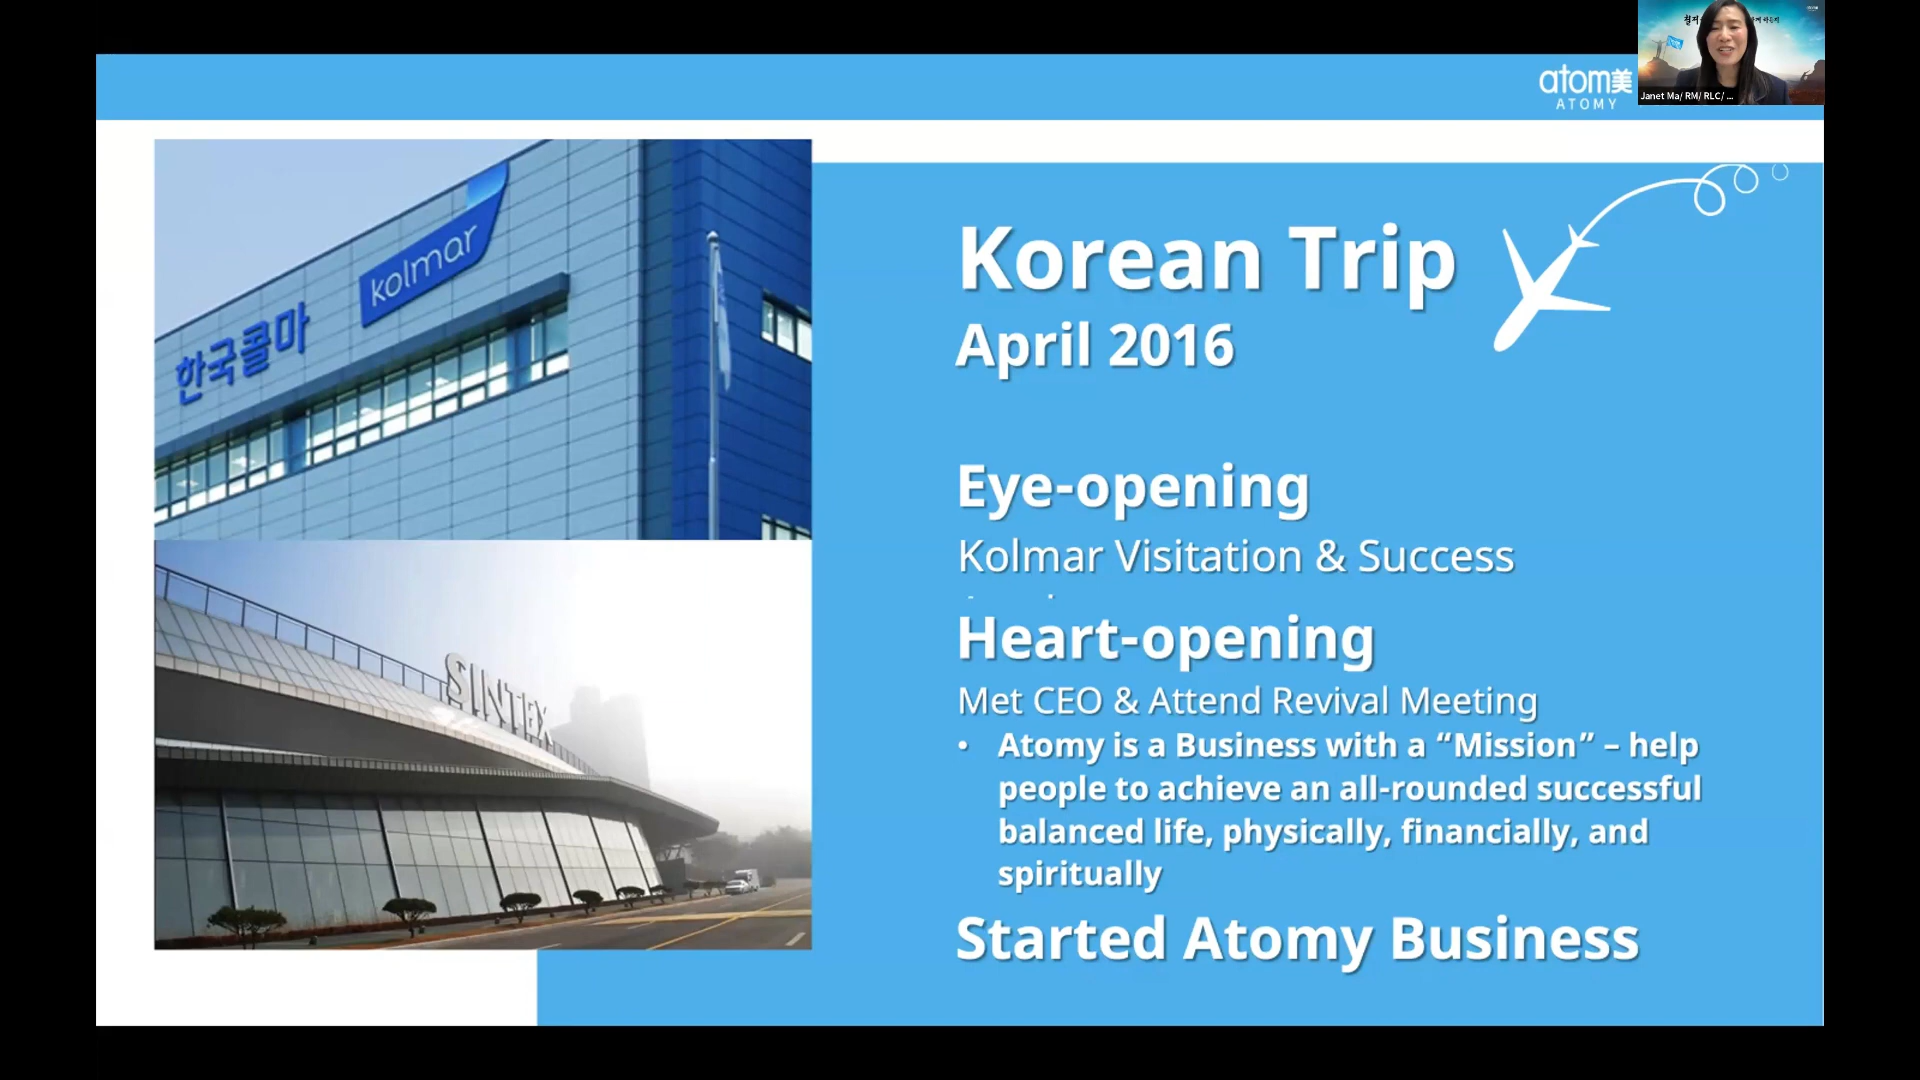 atom美
ATOMY
Janet Ma/ RM/ RLC/ ...
한국콜마
kolmar
SINTEX
Korean Trip
April 2016
Eye-opening
Kolmar Visitation & Success
Heart-opening
Met CEO & Attend Revival Meeting
• Atomy is a Business with a “Mission” – help
people to achieve an all-rounded successful
balanced life, physically, financially, and
spiritually
Started Atomy Business